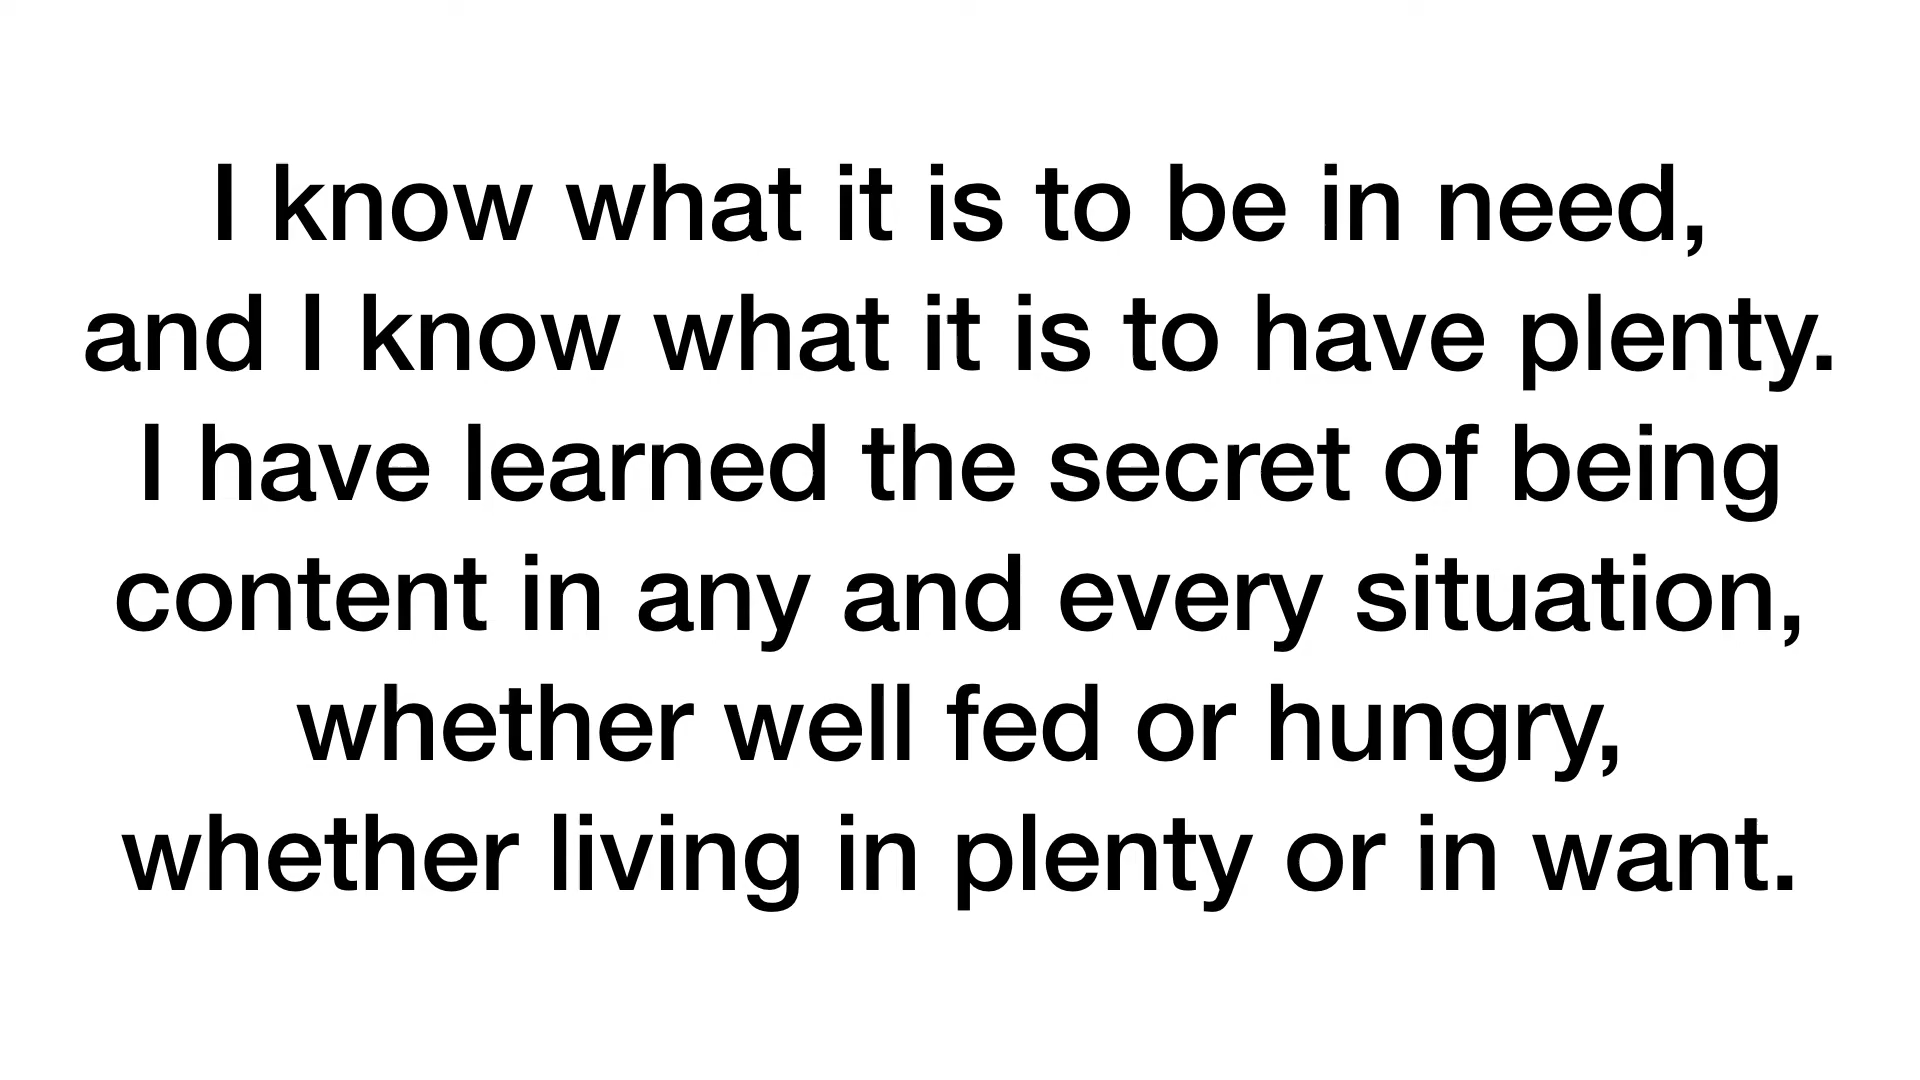 I know what it is to be in need,
and I know what it is to have plenty.
I have learned the secret of being
content in any and every situation,
whether well fed or hungry,
whether living in plenty or in want.